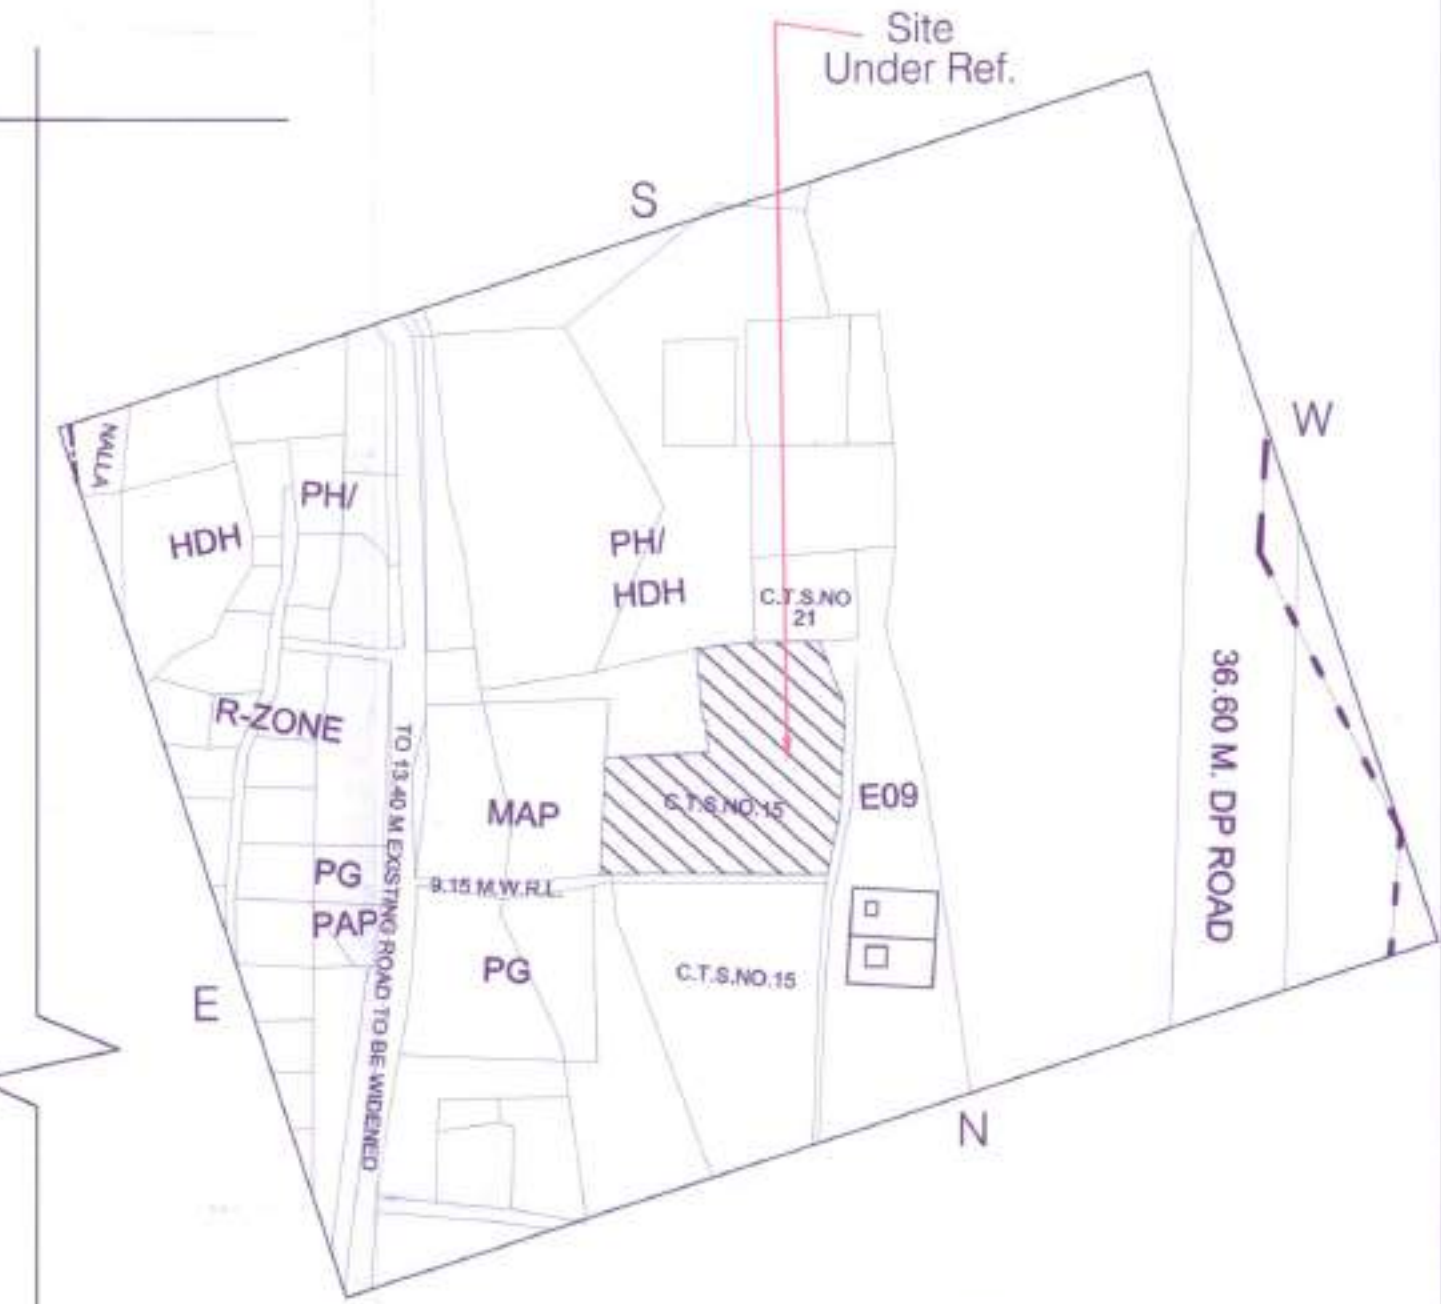 Site
Under Ref.
S
W
NALLA
PH/
HDH
PH/
HDH
C.T.S.NO
21
36.60 M. DP ROAD
R-ZONE
TO 13.40 M EXISTING ROAD TO BE WIDENED
MAP
C.T.S.NO.15
E09
PG
9.15 M.W.R.L.
PAP
PG
C.T.S.NO.15
E
N